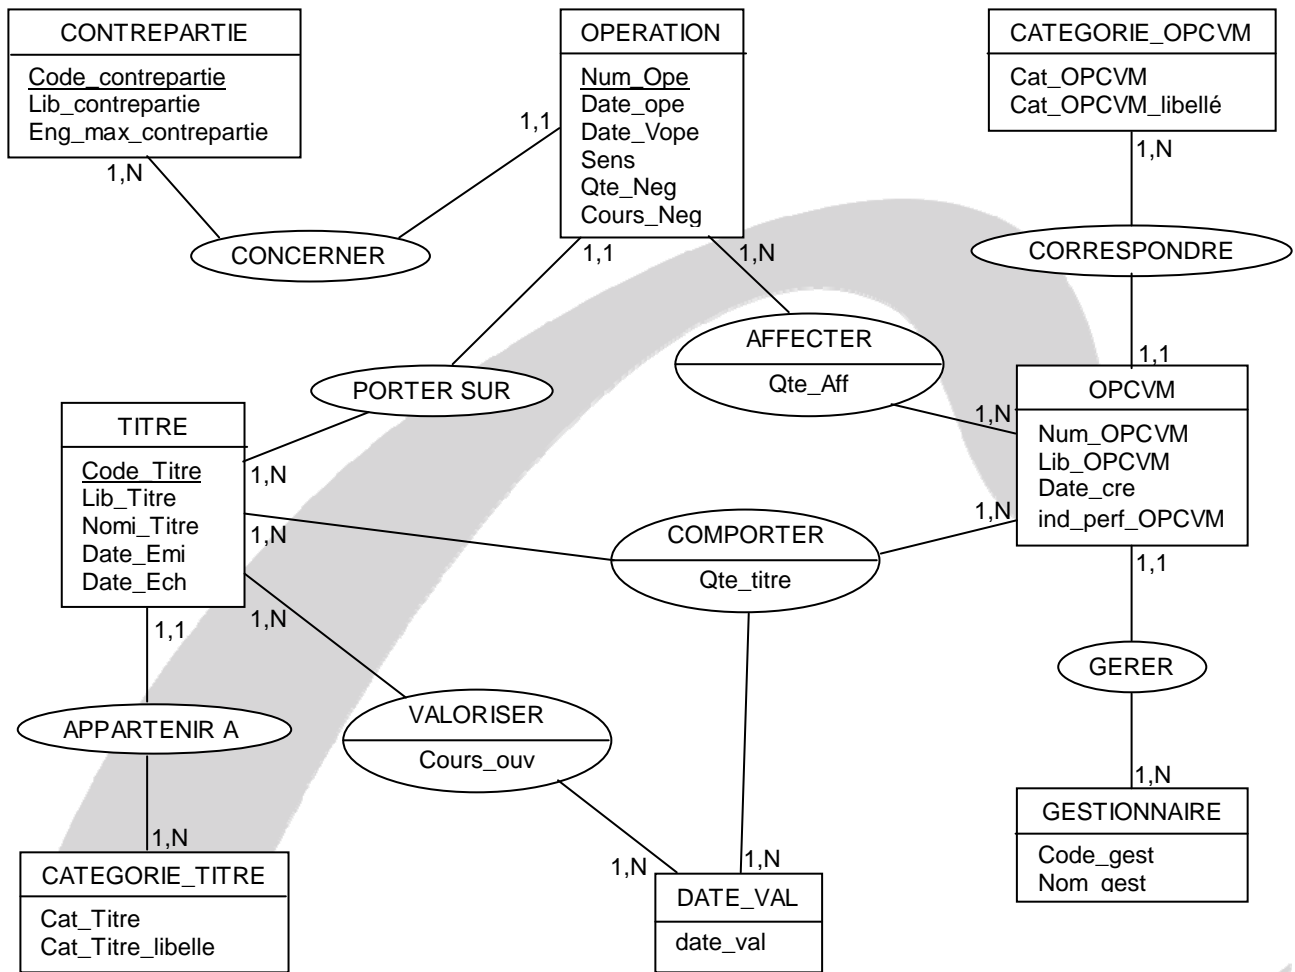 CONTREPARTIE
Code_contrepartie
Lib_contrepartie
Eng_max_contrepartie
1,N
CONCERNER
1,1
OPERATION
Num_Ope
Date_ope
Date_Vope
Sens
Qte_Neg
Cours_Neg
1,1
1,N
CATEGORIE_OPCVM
Cat_OPCVM
Cat_OPCVM_libellé
1,N
CORRESPONDRE
1,1
AFFECTER
Qte_Aff
1,N
PORTER SUR
1,N
TITRE
Code_Titre
Lib_Titre
Nomi_Titre
Date_Emi
Date_Ech
1,N
1,N
1,1
OPCVM
Num_OPCVM
Lib_OPCVM
Date_cre
ind_perf_OPCVM
1,N
1,1
COMPORTER
Qte_titre
1,N
GERER
1,N
APPARTENIR A
1,N
VALORISER
Cours_ouv
1,N
CATEGORIE_TITRE
Cat_Titre
Cat_Titre_libelle
DATE_VAL
date_val
GESTIONNAIRE
Code_gest
Nom_gest